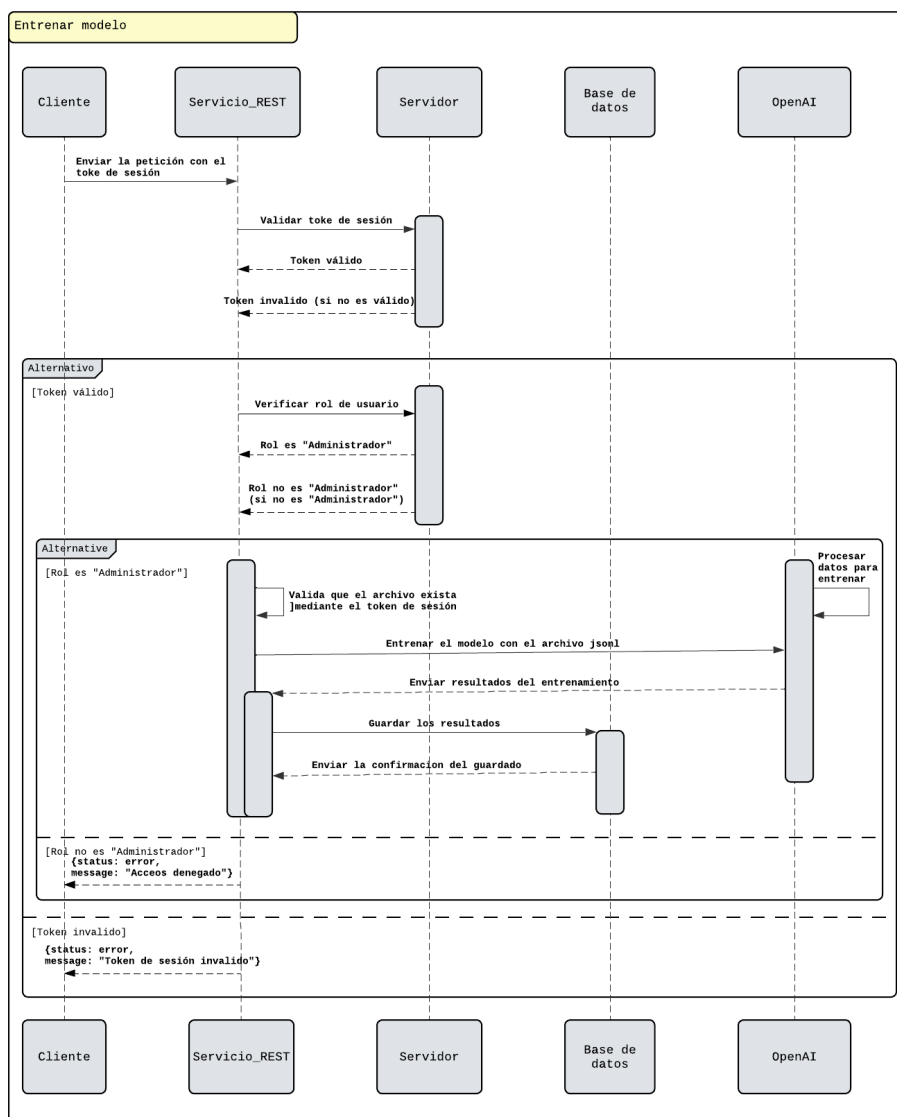 Entrenar modelo
Cliente
Servicio_REST
Servidor
Base de
datos
OpenAI
Enviar la petición con el
toke de sesión
Validar toke de sesión
Token válido
Token invalido (si no es válido)
Alternativo
[Token válido]
Verificar rol de usuario
Rol es "Administrador"
Rol no es "Administrador"
(si no es "Administrador")
Alternative
[Rol es "Administrador"]
Procesar
datos para
entrenar
Valida que el archivo exista
]mediante el token de sesión
Entrenar el modelo con el archivo jsonl
Enviar resultados del entrenamiento
Guardar los resultados
Enviar la confirmacion del guardado
[Rol no es "Administrador"]
{status: error,
message: "Acceos denegado"}
[Token invalido]
{status: error,
message: "Token de sesión invalido"}
Cliente
Servicio_REST
Servidor
Base de
datos
OpenAI